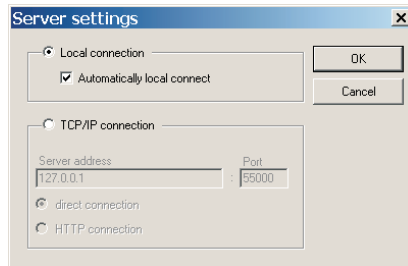 Server settings
Local connection
OK
Automatically local connect
Cancel
TCP/IP connection
Server address Port
127.0.0.1 : 55000
direct connection
HTTP connection